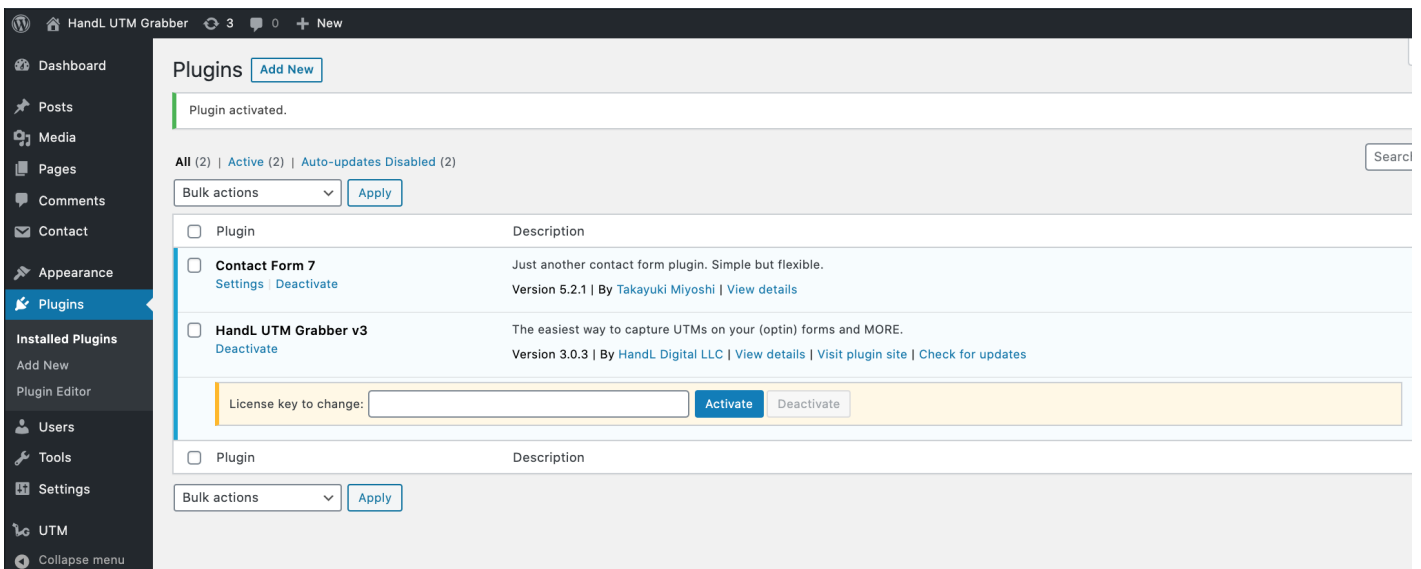 HandL UTM Grabber 3 0 + New
Dashboard
Posts
Media
Pages
Comments
Contact
Appearance
Plugins
Installed Plugins
Add New
Plugin Editor
Users
Tools
Settings
UTM
Collapse menu
Plugins Add New
Plugin activated.
All (2) | Active (2) | Auto-updates Disabled (2)
Search
Bulk actions Apply
Plugin Description
Contact Form 7 Just another contact form plugin. Simple but flexible.
Settings | Deactivate Version 5.2.1 | By Takayuki Miyoshi | View details
HandL UTM Grabber v3 The easiest way to capture UTMs on your (optin) forms and MORE.
Deactivate Version 3.0.3 | By HandL Digital LLC | View details | Visit plugin site | Check for updates
License key to change: Activate Deactivate
Plugin Description
Bulk actions Apply